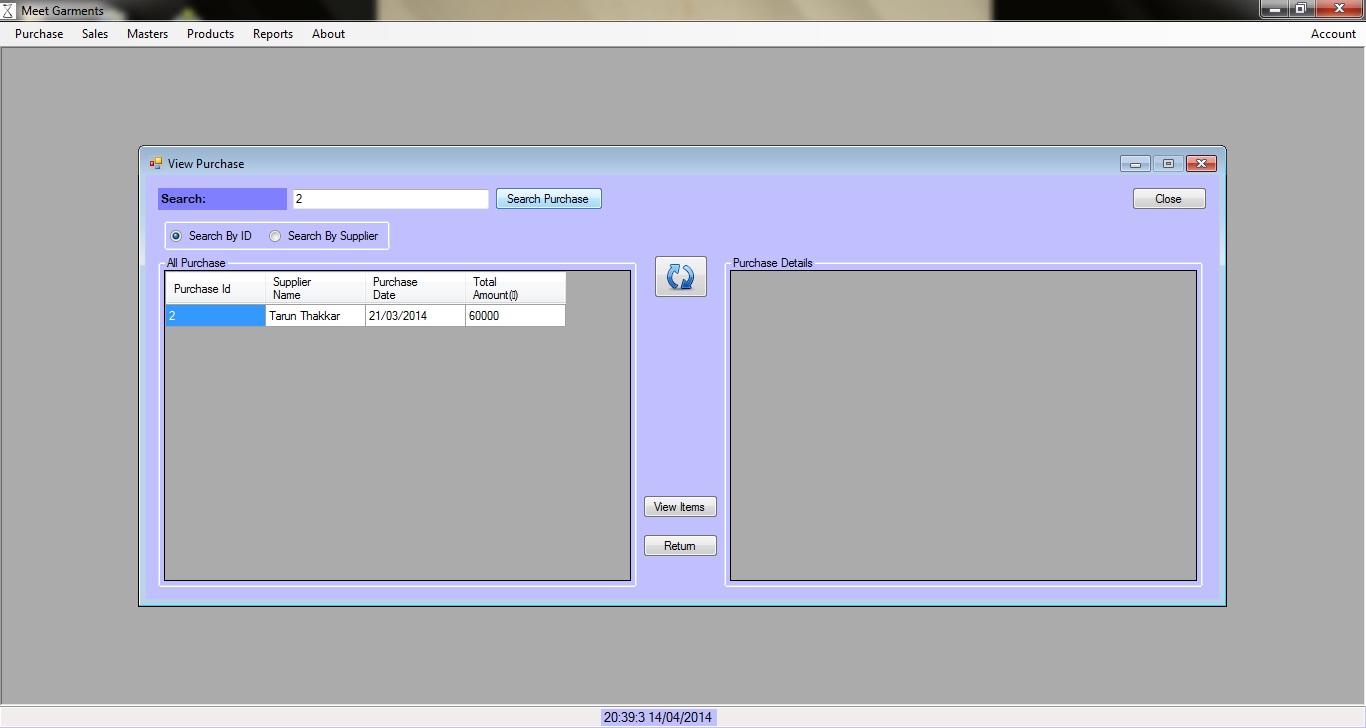 Meet Garments
Purchase Sales Masters Products Reports About Account
View Purchase
Search: 2 Search Purchase Close
Search By ID Search By Supplier
All Purchase
Purchase Id Supplier Name Purchase Date Total Amount(▯)
2 Tarun Thakkar 21/03/2014 60000
Purchase Details
View Items
Return
20:39:3 14/04/2014